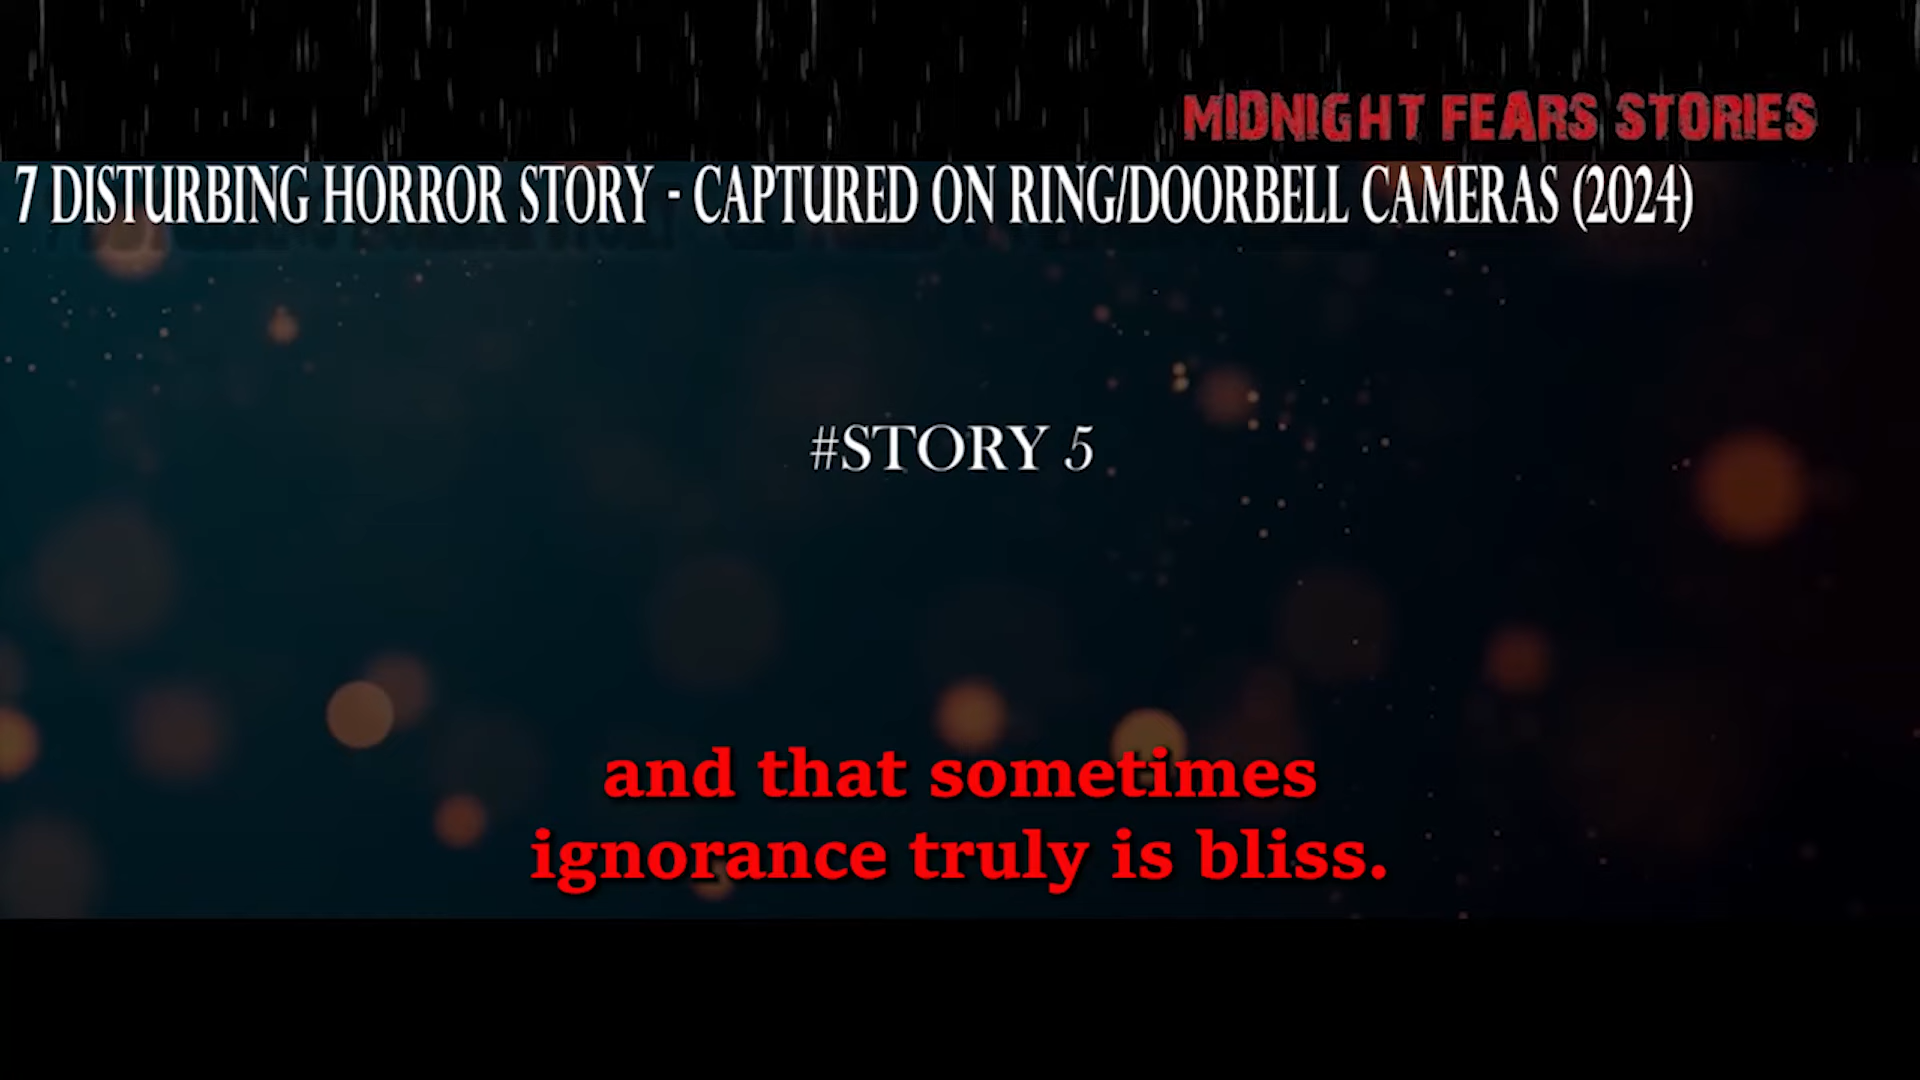 MIDNIGHT FEARS STORIES
7 DISTURBING HORROR STORY - CAPTURED ON RING/DOORBELL CAMERAS (2024)
#STORY 5
and that sometimes
ignorance truly is bliss.